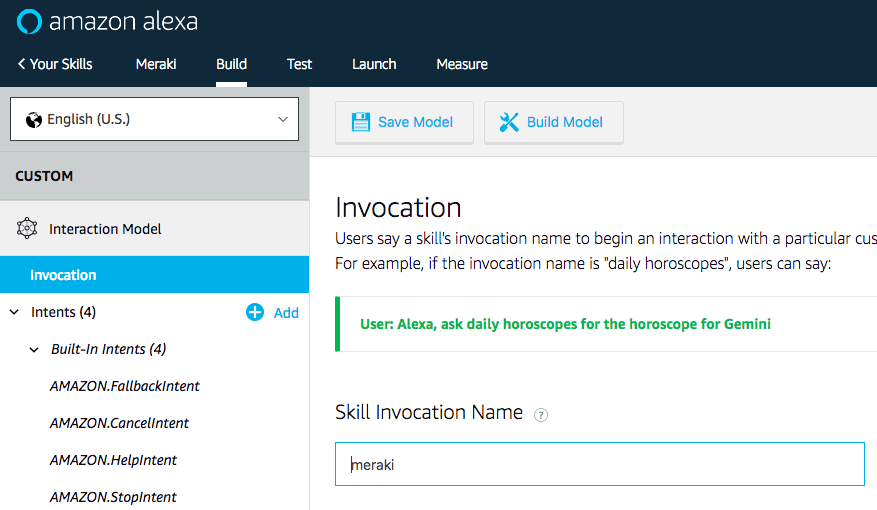 amazon alexa
Your Skills Meraki Build Test Launch Measure
English (U.S.)
Save Model Build Model
CUSTOM
Interaction Model
Invocation
Intents (4) Add
Built-In Intents (4)
AMAZON.FallbackIntent
AMAZON.CancelIntent
AMAZON.HelpIntent
AMAZON.StopIntent
Invocation
Users say a skill's invocation name to begin an interaction with a particular cus
For example, if the invocation name is "daily horoscopes", users can say:
User: Alexa, ask daily horoscopes for the horoscope for Gemini
Skill Invocation Name ?
meraki